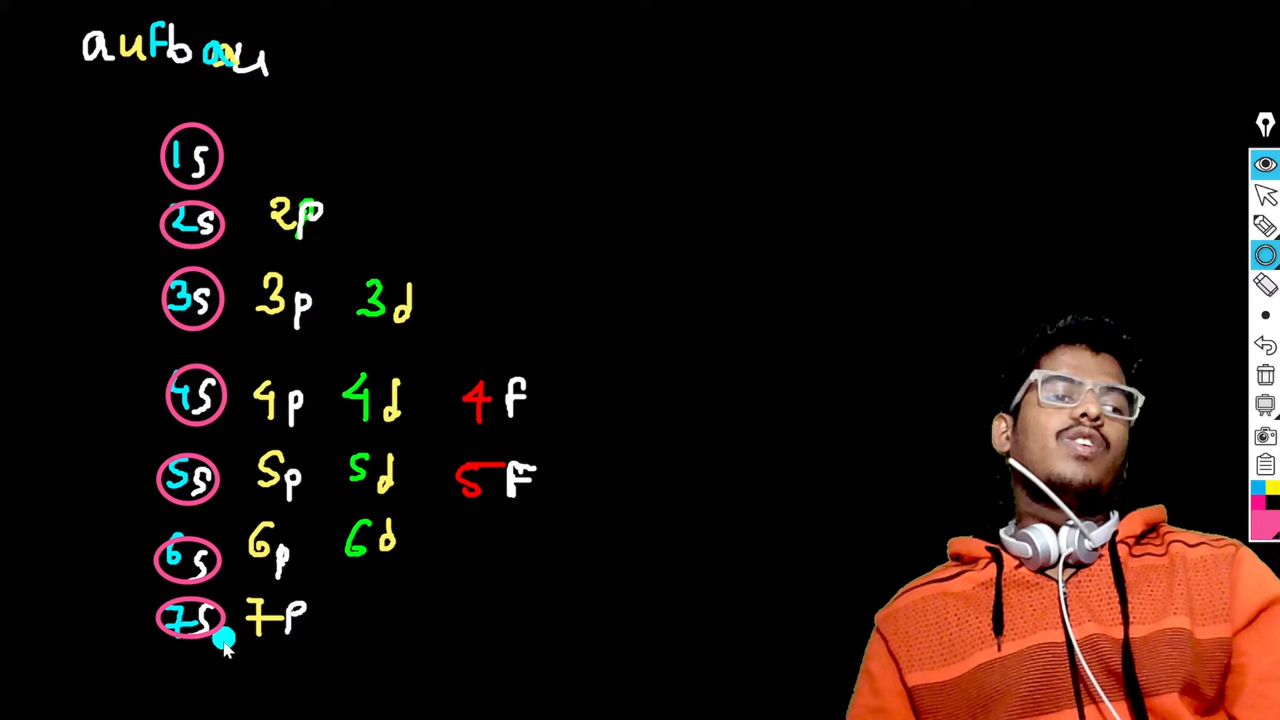 aufbau
1s
2s 2p
3s 3p 3d
4s 4p 4d 4F
5s 5p 5d 5F
6s 6p 6d
7s 7p